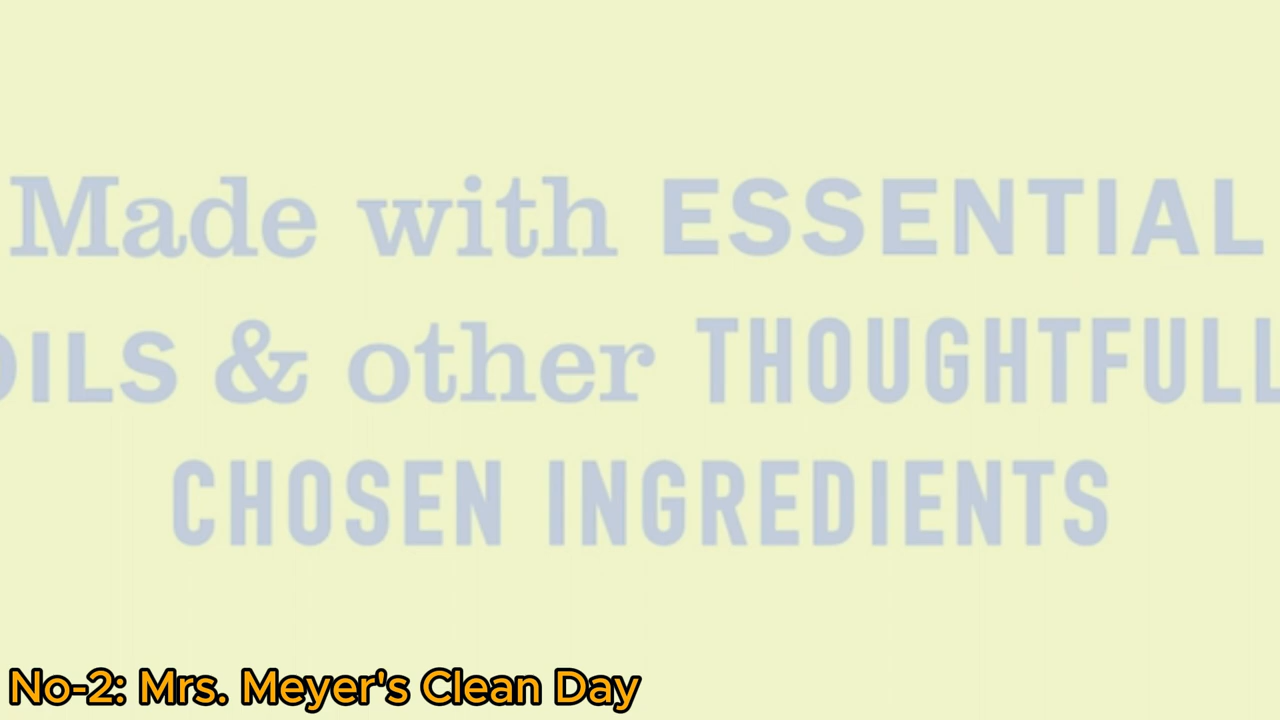 Made with ESSENTIAL
OILS & other THOUGHTFULL
CHOSEN INGREDIENTS
No-2: Mrs. Meyer's Clean Day